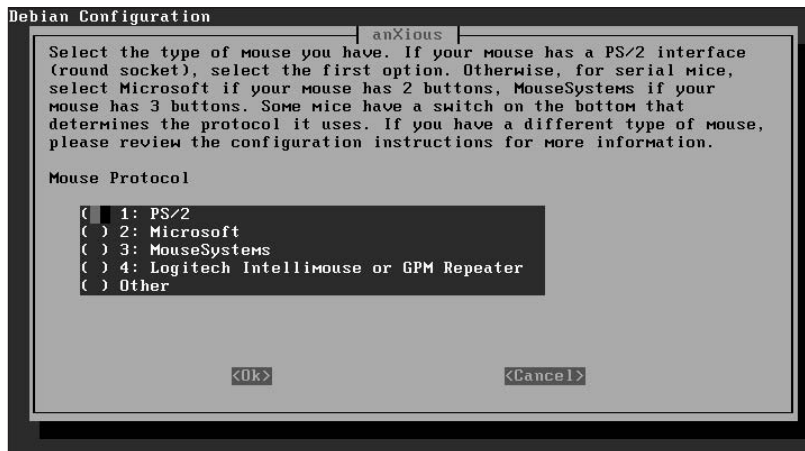 Debian Configuration
anXious
Select the type of mouse you have. If your mouse has a PS/2 interface
(round socket), select the first option. Otherwise, for serial mice,
select Microsoft if your mouse has 2 buttons, MouseSystems if your
mouse has 3 buttons. Some mice have a switch on the bottom that
determines the protocol it uses. If you have a different type of mouse,
please review the configuration instructions for more information.
Mouse Protocol
( ) 1: PS/2
( ) 2: Microsoft
( ) 3: MouseSystems
( ) 4: Logitech Intellimouse or GPM Repeater
( ) Other
<Ok> <Cancel>